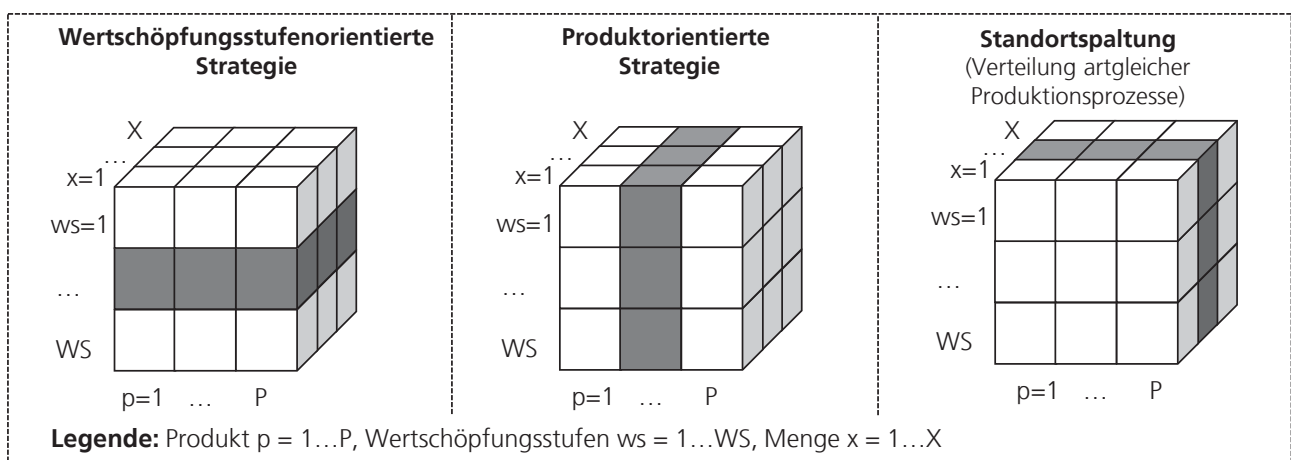 Wertschöpfungsstufenorientierte
Strategie
X
...
x=1
ws=1
...
WS
p=1 ... P
Produktorientierte
Strategie
X
...
x=1
ws=1
...
WS
p=1 ... P
Standortspaltung
(Verteilung artgleicher
Produktionsprozesse)
X
...
x=1
ws=1
...
WS
p=1 ... P
Legende: Produkt p = 1...P, Wertschöpfungsstufen ws = 1...WS, Menge x = 1...X